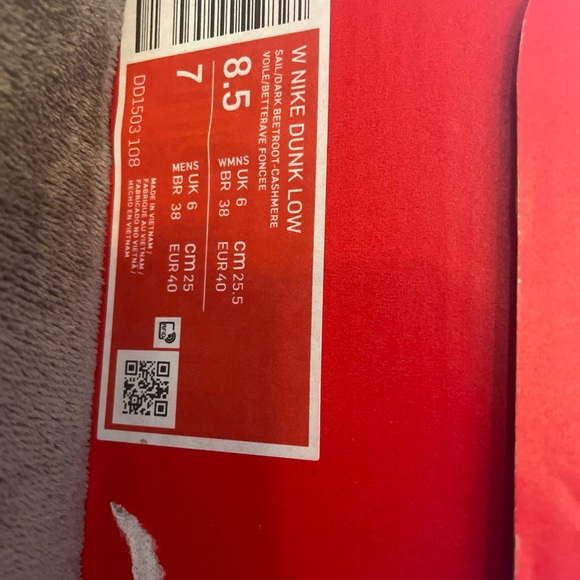 W NIKE DUNK LOW
SAIL/DARK BEETROOT-CASHMERE
VOILE/BETTERAVE FONCEE
8.5
WMNS UK 6 cm 25.5
BR 38 EUR 40
7
MENS UK 6 cm 25
BR 38 EUR 40
DD1503 108
MADE IN VIETNAM /
FABRIQUE AU VIETNAM /
FABRICADO NO VIETNÃ /
HECHO EN VIETNAM
RFID